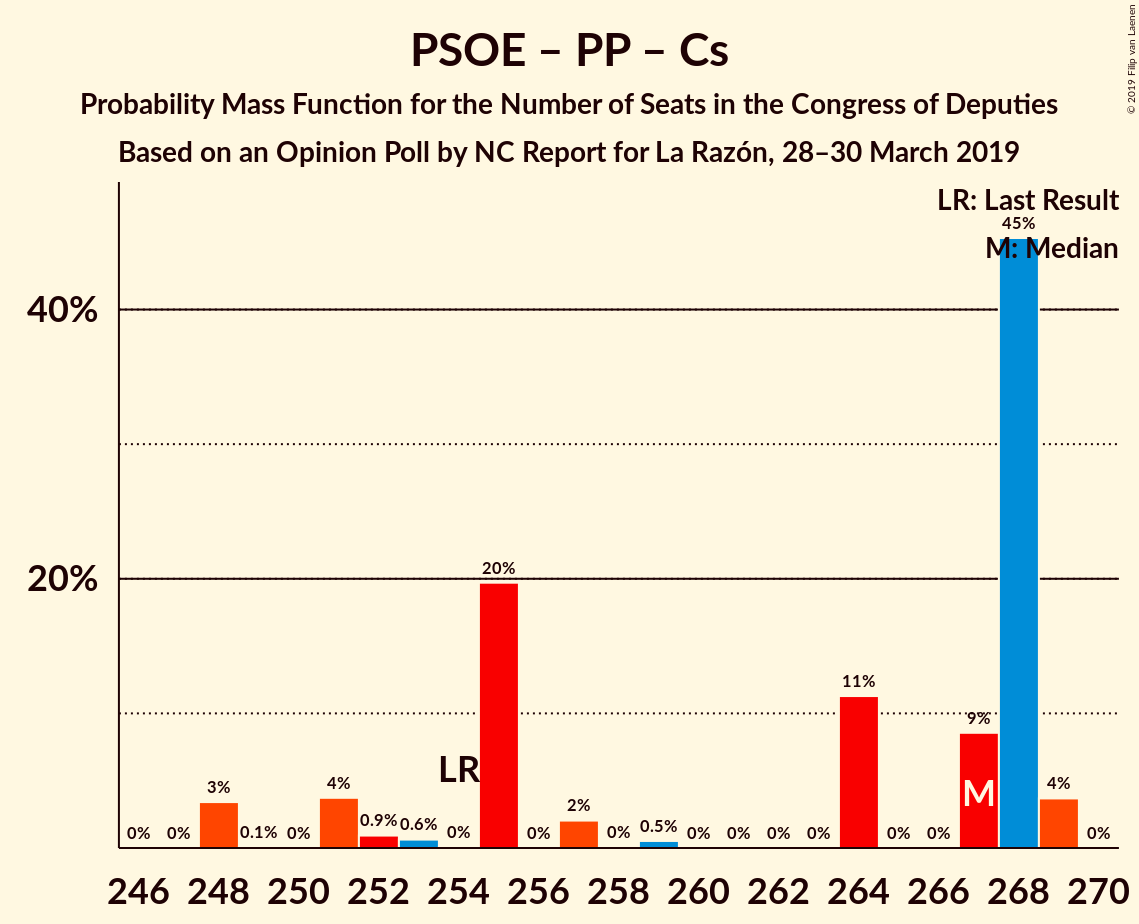 PSOE – PP – Cs
Probability Mass Function for the Number of Seats in the Congress of Deputies
Based on an Opinion Poll by NC Report for La Razón, 28–30 March 2019
© 2019 Filip van Laenen
LR: Last Result
M: Median
40%
20%
0% 0% 3% 0.1% 0% 4% 0.9% 0.6% 0% 20% 0% 2% 0% 0.5% 0% 0% 0% 0% 11% 0% 0% 9% 45% 4% 0%
LR
M
246 248 250 252 254 256 258 260 262 264 266 268 270